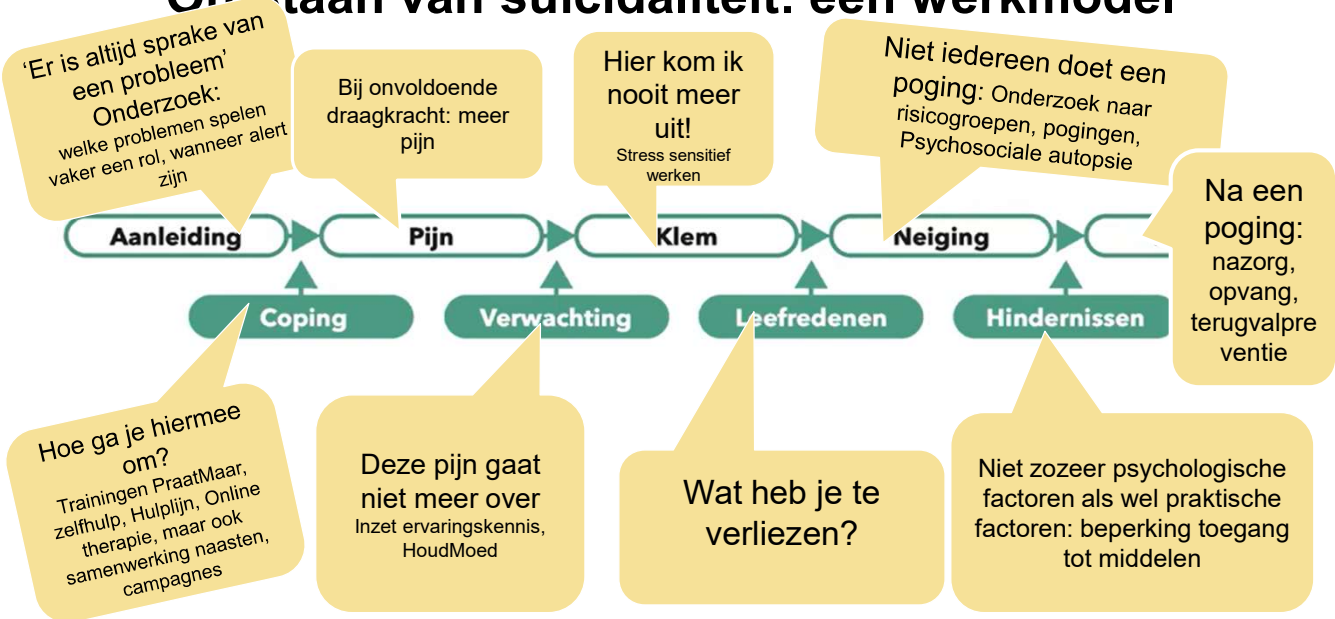 Ontstaan van suïcidaliteit: een werkmodel
'Er is altijd sprake van
een probleem'
Onderzoek:
welke problemen spelen
vaker een rol, wanneer alert
zijn
Bij onvoldoende
draagkracht: meer
pijn
Hier kom ik
nooit meer
uit!
Stress sensitief
werken
Niet iedereen doet een
poging: Onderzoek naar
risicogroepen, pogingen,
Psychosociale autopsie
Na een
poging:
nazorg,
opvang,
terugvalpre
ventie
Aanleiding
Pijn
Klem
Neiging
Coping
Verwachting
Leefredenen
Hindernissen
Hoe ga je hiermee
om?
Trainingen PraatMaar,
zelfhulp, Hulplijn, Online
therapie, maar ook
samenwerking naasten,
campagnes
Deze pijn gaat
niet meer over
Inzet ervaringskennis,
HoudMoed
Wat heb je te
verliezen?
Niet zozeer psychologische
factoren als wel praktische
factoren: beperking toegang
tot middelen